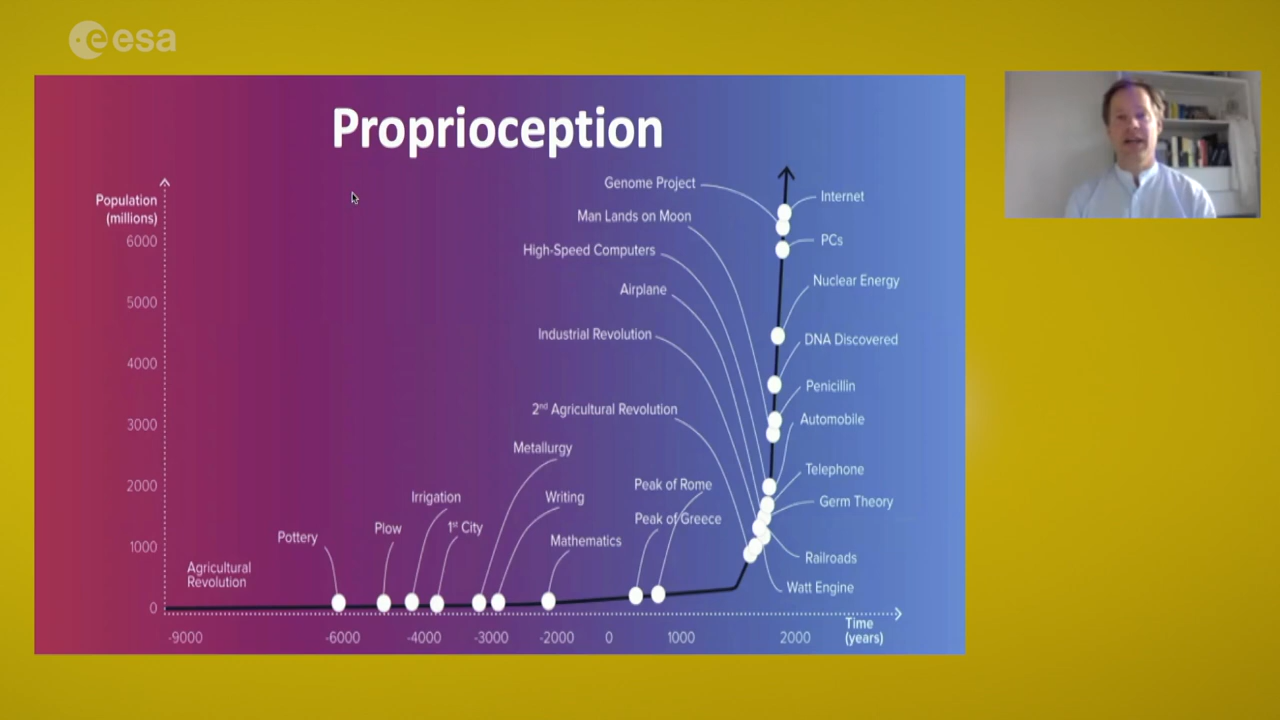 esa
Proprioception
Population
(millions)
6000
5000
4000
3000
2000
1000
0
Genome Project
Man Lands on Moon
High-Speed Computers
Airplane
Industrial Revolution
2nd Agricultural Revolution
Metallurgy
Irrigation
Writing
Peak of Rome
Pottery
Plow
1st City
Mathematics
Peak of Greece
Agricultural
Revolution
Internet
PCs
Nuclear Energy
DNA Discovered
Penicillin
Automobile
Telephone
Germ Theory
Railroads
Watt Engine
Time
(years)
-9000
-6000
-4000
-3000
-2000
0
1000
2000